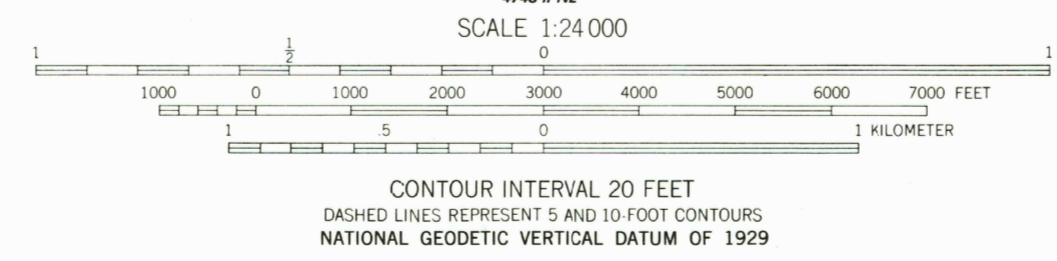 SCALE 1:24 000
1 1/2 0 1
1000 0 1000 2000 3000 4000 5000 6000 7000 FEET
1 .5 0 1 KILOMETER
CONTOUR INTERVAL 20 FEET
DASHED LINES REPRESENT 5 AND 10-FOOT CONTOURS
NATIONAL GEODETIC VERTICAL DATUM OF 1929